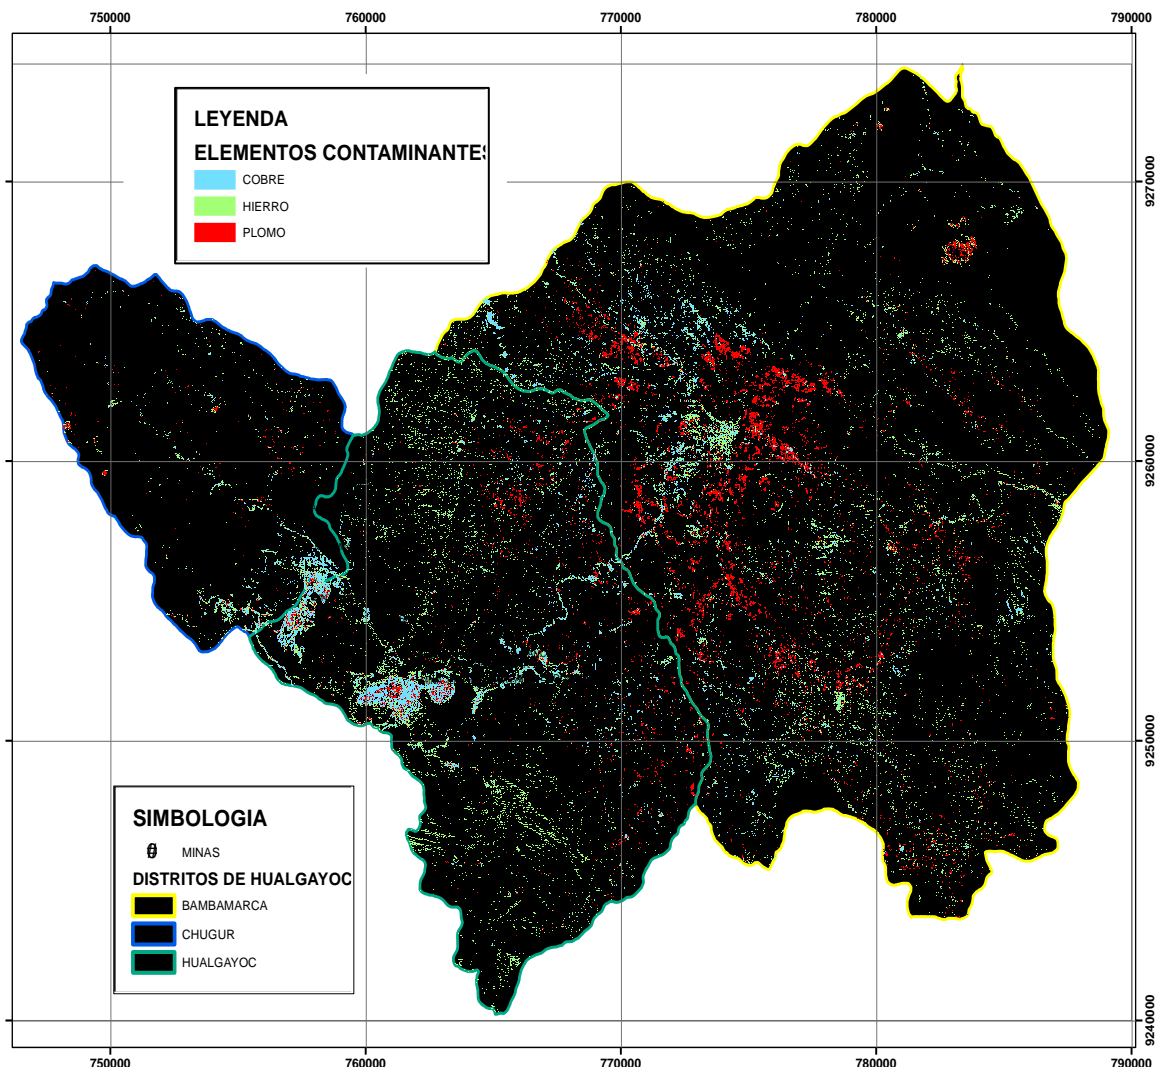 750000 760000 770000 780000 790000
LEYENDA
ELEMENTOS CONTAMINANTES
COBRE
HIERRO
PLOMO
9270000
9260000
9250000
SIMBOLOGIA
MINAS
DISTRITOS DE HUALGAYOC
BAMBAMARCA
CHUGUR
HUALGAYOC
9240000
750000 760000 770000 780000 790000